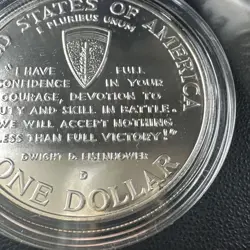 D STATES OF AMERICA
E PLURIBUS UNUM
"I HAVE FULL
CONFIDENCE IN YOUR
COURAGE, DEVOTION TO
UTY AND SKILL IN BATTLE.
WE WILL ACCEPT NOTHING
LESS THAN FULL VICTORY!"
DWIGHT D. EISENHOWER
D
ONE DOLLAR